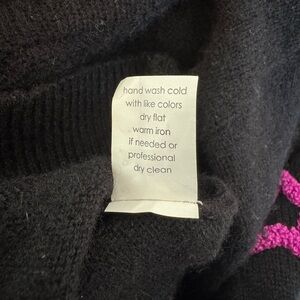 hand wash cold
with like colors
dry flat
warm iron
if needed or
professional
dry clean